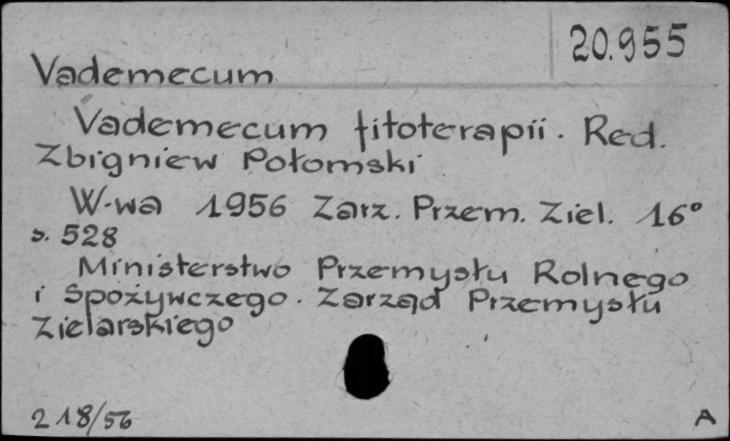 20.955
Vademecum
Vademecum fitoterapii. Red.
Zbigniew Połomski
W-wa 1956 Zarz. Przem. Ziel. 16°
s. 528
Ministerstwo Przemysłu Rolnego
i Spożywczego. Zarząd Przemysłu
Zielarskiego
218/56
A